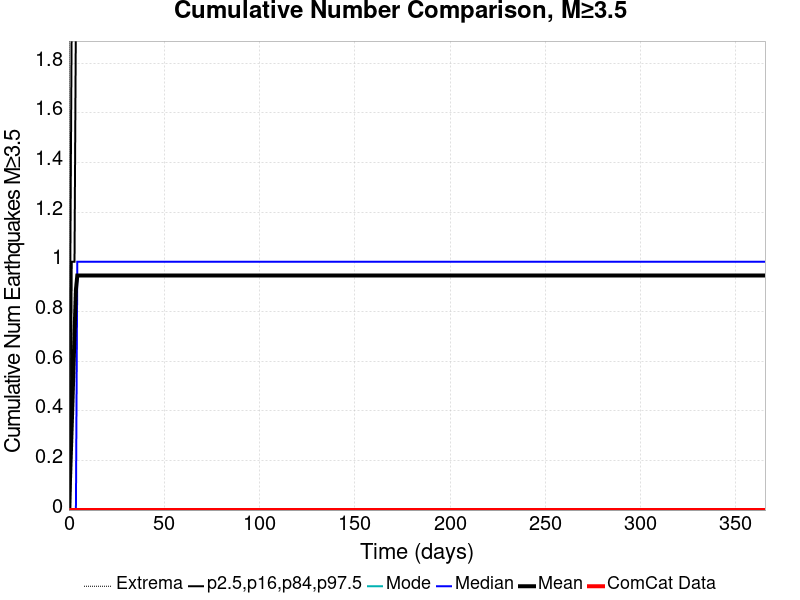 Cumulative Number Comparison, M≥3.5
Cumulative Num Earthquakes M≥3.5
1.8
1.6
1.4
1.2
1
0.8
0.6
0.4
0.2
0
0 50 100 150 200 250 300 350
Time (days)
Extrema p2.5,p16,p84,p97.5 Mode Median Mean ComCat Data